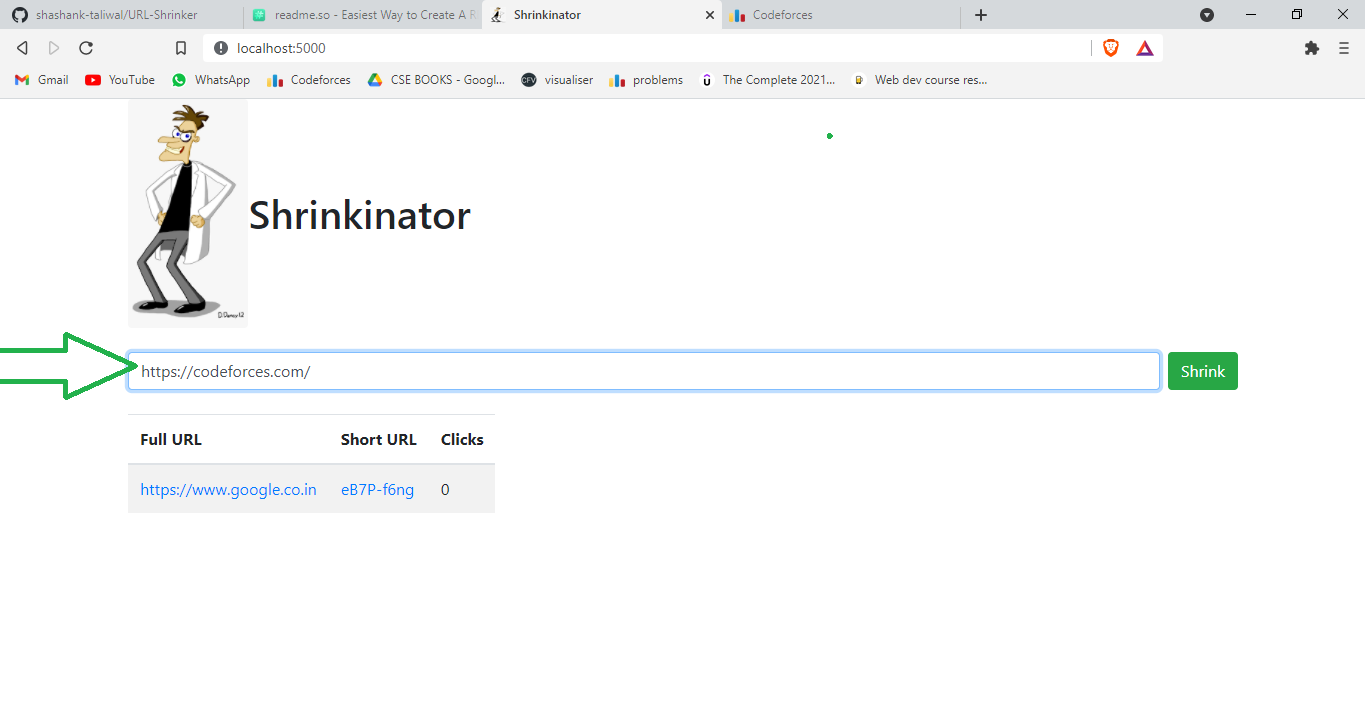 shashank-taliwal/URL-Shrinker
readme.so - Easiest Way to Create A R
Shrinkinator
Codeforces
localhost:5000
Gmail
YouTube
WhatsApp
Codeforces
CSE BOOKS - Googl...
CFV
visualiser
problems
The Complete 2021...
Web dev course res...
Shrinkinator
https://codeforces.com/
Shrink
Full URL Short URL Clicks
https://www.google.co.in eB7P-f6ng 0